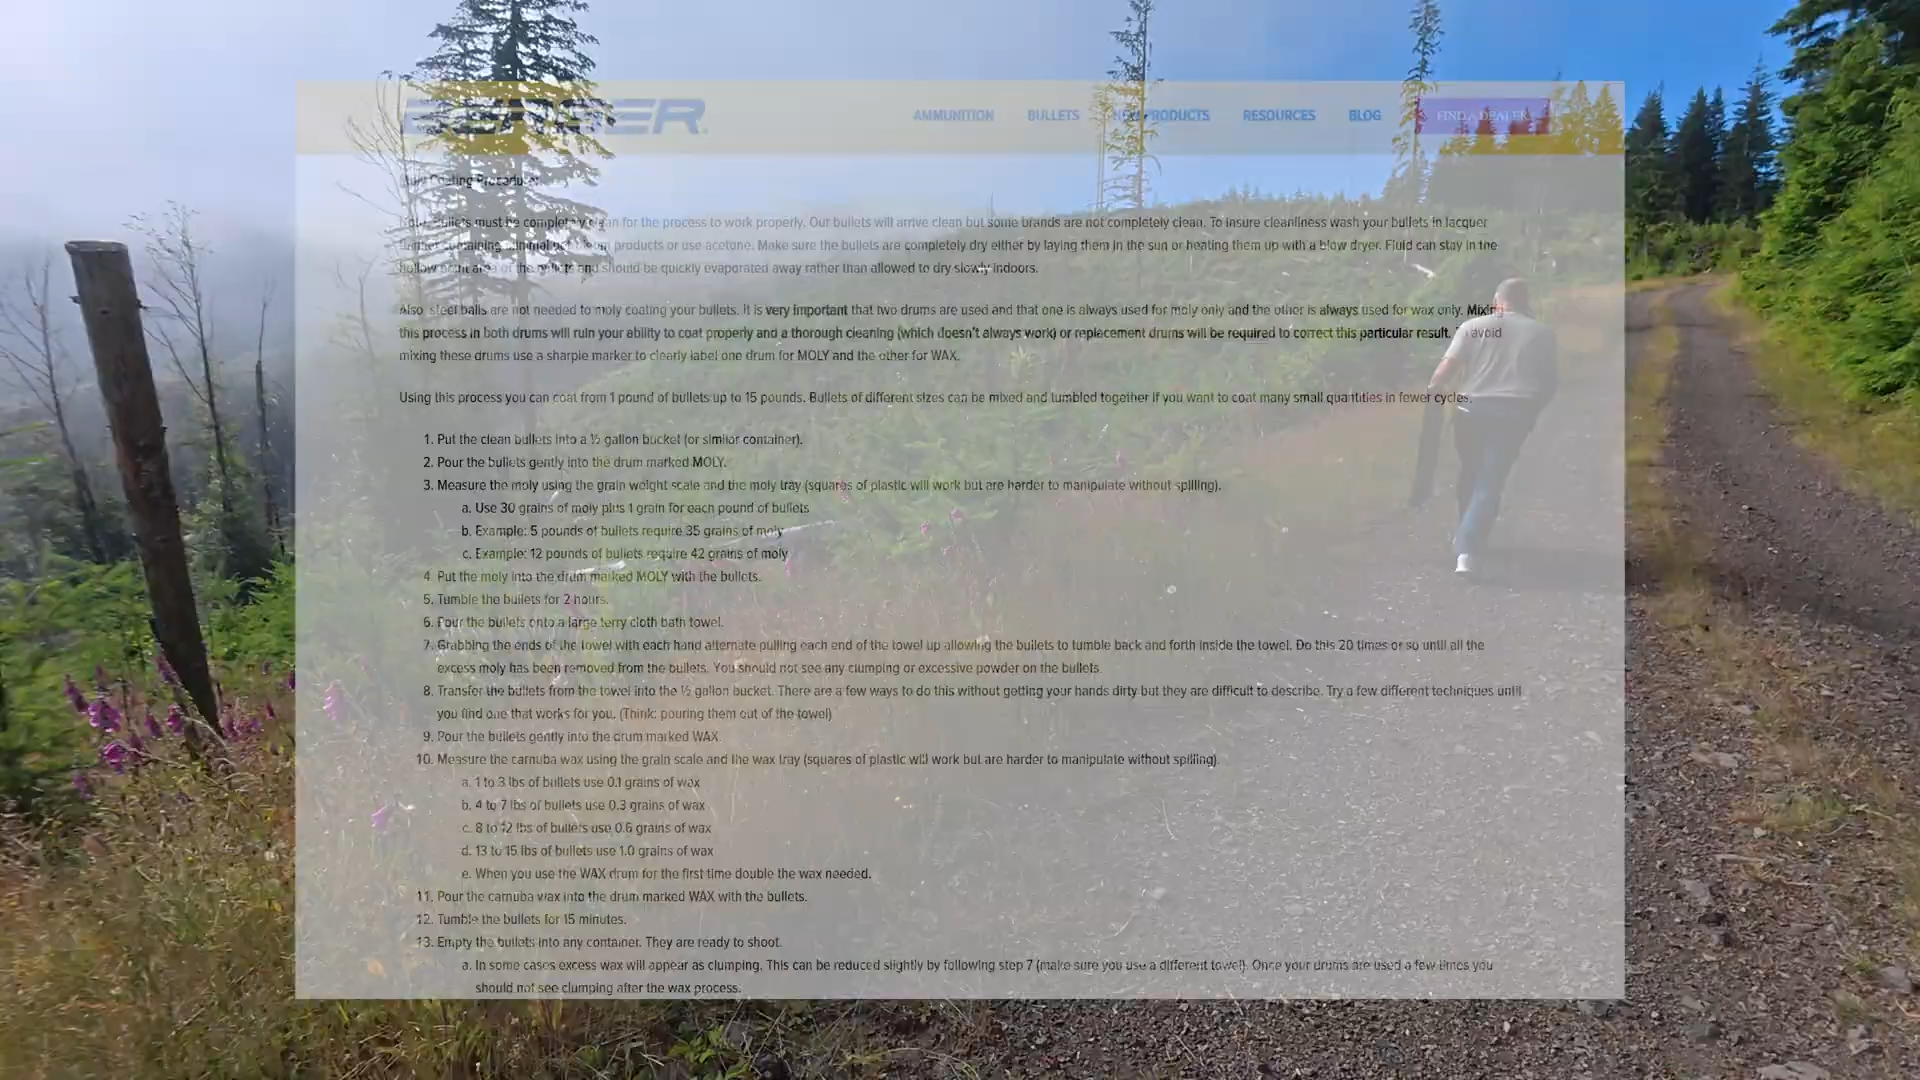 BERGER
AMMUNITION BULLETS NEW PRODUCTS RESOURCES BLOG FIND A DEALER
Coating Procedure:
Bullets must be completely clean for the process to work properly. Our bullets will arrive clean but some brands are not completely clean. To insure cleanliness wash your bullets in lacquer
containing minimal products or use acetone. Make sure the bullets are completely dry either by laying them in the sun or heating them up with a blow dryer. Fluid can stay in the
hollow point area of the bullets and should be quickly evaporated away rather than allowed to dry slowly indoors.
Also, steel balls are not needed to moly coating your bullets. It is very important that two drums are used and that one is always used for moly only and the other is always used for wax only. Mixing
this process in both drums will ruin your ability to coat properly and a thorough cleaning (which doesn't always work) or replacement drums will be required to correct this particular result. To avoid
mixing these drums use a sharpie marker to clearly label one drum for MOLY and the other for WAX.
Using this process you can coat from 1 pound of bullets up to 15 pounds. Bullets of different sizes can be mixed and tumbled together if you want to coat many small quantities in fewer cycles.
1. Put the clean bullets into a ½ gallon bucket (or similar container).
2. Pour the bullets gently into the drum marked MOLY.
3. Measure the moly using the grain weight scale and the moly tray (squares of plastic will work but are harder to manipulate without spilling).
a. Use 30 grains of moly plus 1 grain for each pound of bullets
b. Example: 5 pounds of bullets require 35 grains of moly
c. Example: 12 pounds of bullets require 42 grains of moly
4. Put the moly into the drum marked MOLY with the bullets.
5. Tumble the bullets for 2 hours.
6. Pour the bullets onto a large terry cloth bath towel.
7. Grabbing the ends of the towel with each hand alternate pulling each end of the towel up allowing the bullets to tumble back and forth inside the towel. Do this 20 times or so until all the
excess moly has been removed from the bullets. You should not see any clumping or excessive powder on the bullets.
8. Transfer the bullets from the towel into the ½ gallon bucket. There are a few ways to do this without getting your hands dirty but they are difficult to describe. Try a few different techniques until
you find one that works for you. (Think: pouring them out of the towel)
9. Pour the bullets gently into the drum marked WAX.
10. Measure the carnuba wax using the grain scale and the wax tray (squares of plastic will work but are harder to manipulate without spilling).
a. 1 to 3 lbs of bullets use 0.1 grains of wax
b. 4 to 7 lbs of bullets use 0.3 grains of wax
c. 8 to 12 lbs of bullets use 0.6 grains of wax
d. 13 to 15 lbs of bullets use 1.0 grains of wax
e. When you use the WAX drum for the first time double the wax needed.
11. Pour the carnuba wax into the drum marked WAX with the bullets.
12. Tumble the bullets for 15 minutes.
13. Empty the bullets into any container. They are ready to shoot.
a. In some cases excess wax will appear as clumping. This can be reduced slightly by following step 7 (make sure you use a different towel). Once your drums are used a few times you
should not see clumping after the wax process.